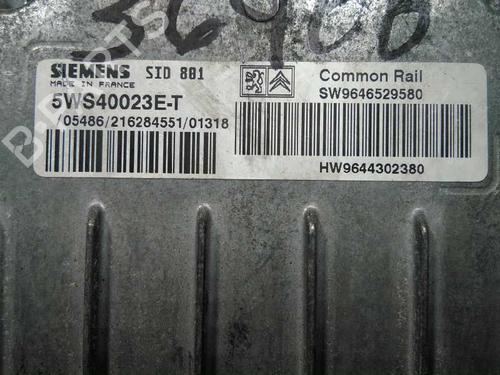 SIEMENS SID 801
MADE IN FRANCE
5WS40023E-T
/05486/216284551/01318
Common Rail
SW9646529580
HW9644302380